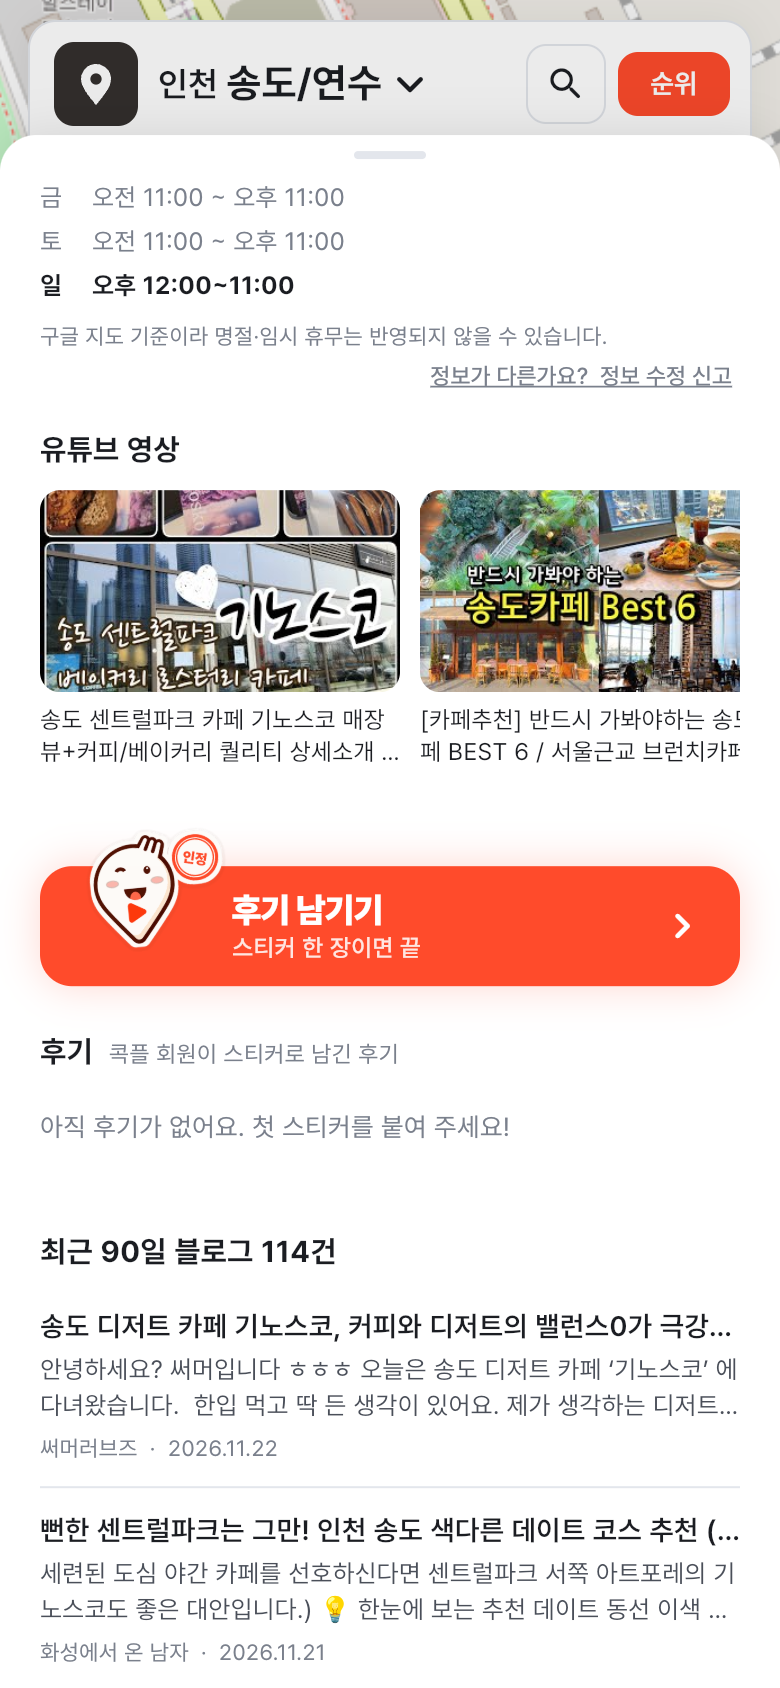 힐스테이
인천 송도/연수
순위
금 오전 11:00 ~ 오후 11:00
토 오전 11:00 ~ 오후 11:00
일 오후 12:00~11:00
구글 지도 기준이라 명절·임시 휴무는 반영되지 않을 수 있습니다.
정보가 다른가요? 정보 수정 신고
유튜브 영상
송도 센트럴파크 기노스코
베이커리 로스터리 카페
반드시 가봐야 하는
송도카페 Best 6
송도 센트럴파크 카페 기노스코 매장
뷰+커피/베이커리 퀄리티 상세소개 ...
[카페추천] 반드시 가봐야하는 송도
페 BEST 6 / 서울근교 브런치카페
인정
후기 남기기
스티커 한 장이면 끝
후기 콕플 회원이 스티커로 남긴 후기
아직 후기가 없어요. 첫 스티커를 붙여 주세요!
최근 90일 블로그 114건
송도 디저트 카페 기노스코, 커피와 디저트의 밸런스0가 극강...
안녕하세요? 써머입니다 ㅎㅎㅎ 오늘은 송도 디저트 카페 ‘기노스코’ 에
다녀왔습니다. 한입 먹고 딱 든 생각이 있어요. 제가 생각하는 디저트...
써머러브즈 · 2026.11.22
뻔한 센트럴파크는 그만! 인천 송도 색다른 데이트 코스 추천 (...
세련된 도심 야간 카페를 선호하신다면 센트럴파크 서쪽 아트포레의 기
노스코도 좋은 대안입니다.) 💡 한눈에 보는 추천 데이트 동선 이색 ...
화성에서 온 남자 · 2026.11.21